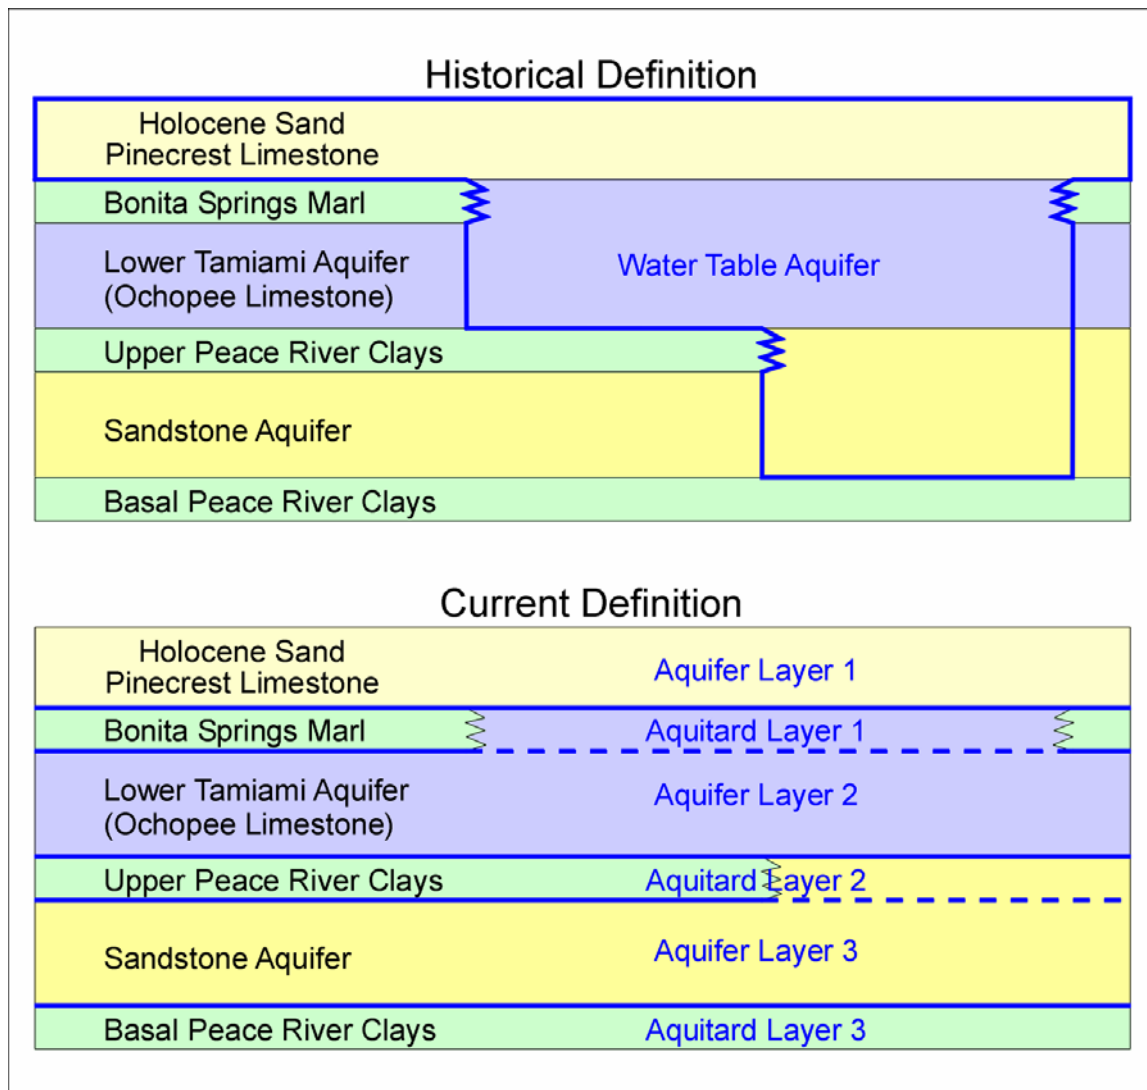 Historical Definition
Holocene Sand
Pinecrest Limestone
Bonita Springs Marl
Lower Tamiami Aquifer
(Ochopee Limestone)
Water Table Aquifer
Upper Peace River Clays
Sandstone Aquifer
Basal Peace River Clays
Current Definition
Holocene Sand
Pinecrest Limestone
Aquifer Layer 1
Bonita Springs Marl
Aquitard Layer 1
Lower Tamiami Aquifer
(Ochopee Limestone)
Aquifer Layer 2
Upper Peace River Clays
Aquitard Layer 2
Sandstone Aquifer
Aquifer Layer 3
Basal Peace River Clays
Aquitard Layer 3